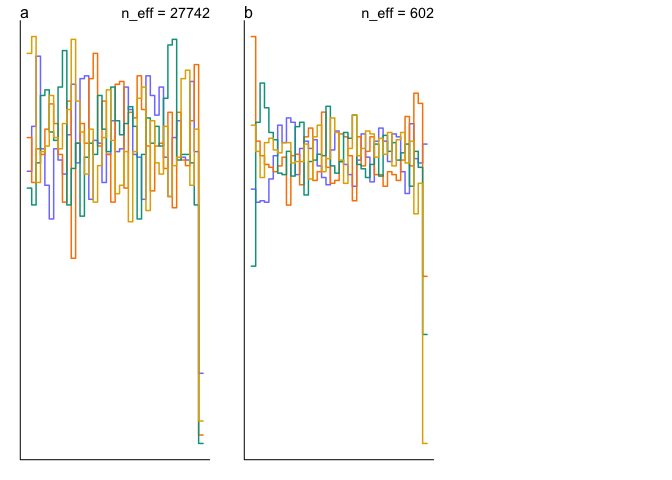 a n_eff = 27742
b n_eff = 602